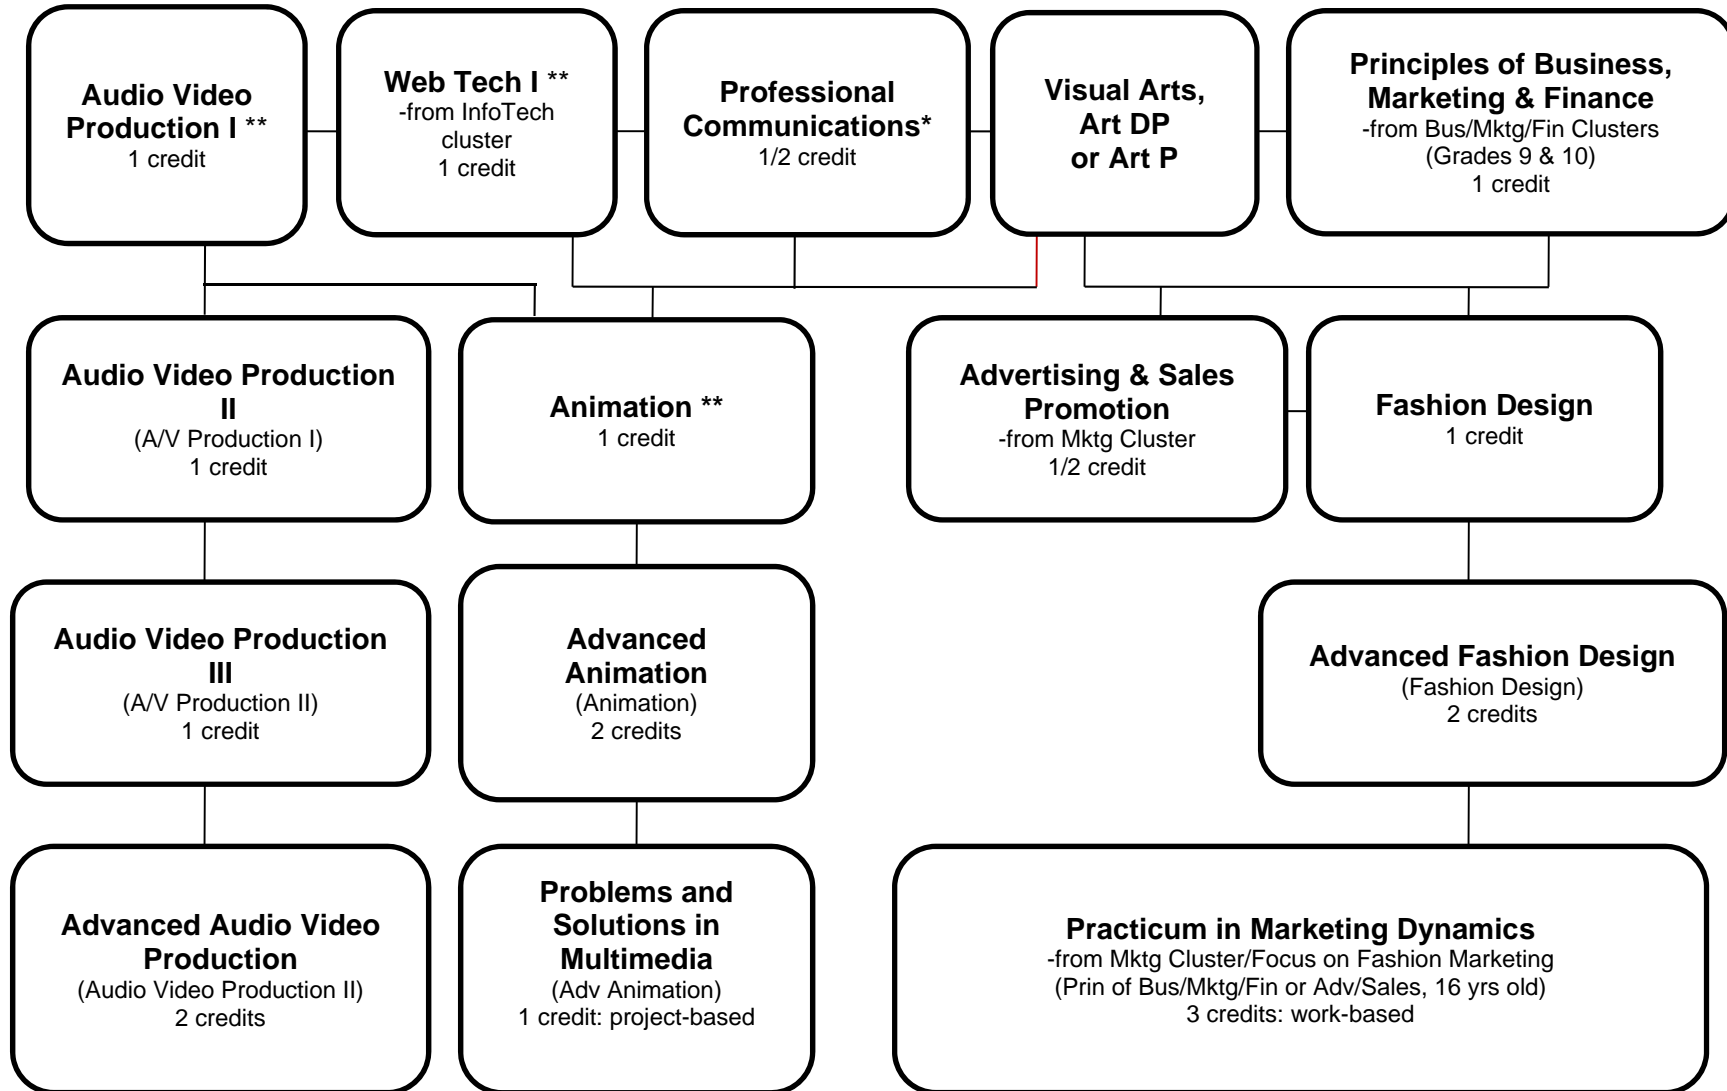 Audio Video
Production I **
1 credit
Web Tech I **
-from InfoTech
cluster
1 credit
Professional
Communications*
1/2 credit
Visual Arts,
Art DP
or Art P
Principles of Business,
Marketing & Finance
-from Bus/Mktg/Fin Clusters
(Grades 9 & 10)
1 credit
Audio Video Production
II
(A/V Production I)
1 credit
Animation **
1 credit
Advertising & Sales
Promotion
-from Mktg Cluster
1/2 credit
Fashion Design
1 credit
Audio Video Production
III
(A/V Production II)
1 credit
Advanced
Animation
(Animation)
2 credits
Advanced Fashion Design
(Fashion Design)
2 credits
Advanced Audio Video
Production
(Audio Video Production II)
2 credits
Problems and
Solutions in
Multimedia
(Adv Animation)
1 credit: project-based
Practicum in Marketing Dynamics
-from Mktg Cluster/Focus on Fashion Marketing
(Prin of Bus/Mktg/Fin or Adv/Sales, 16 yrs old)
3 credits: work-based